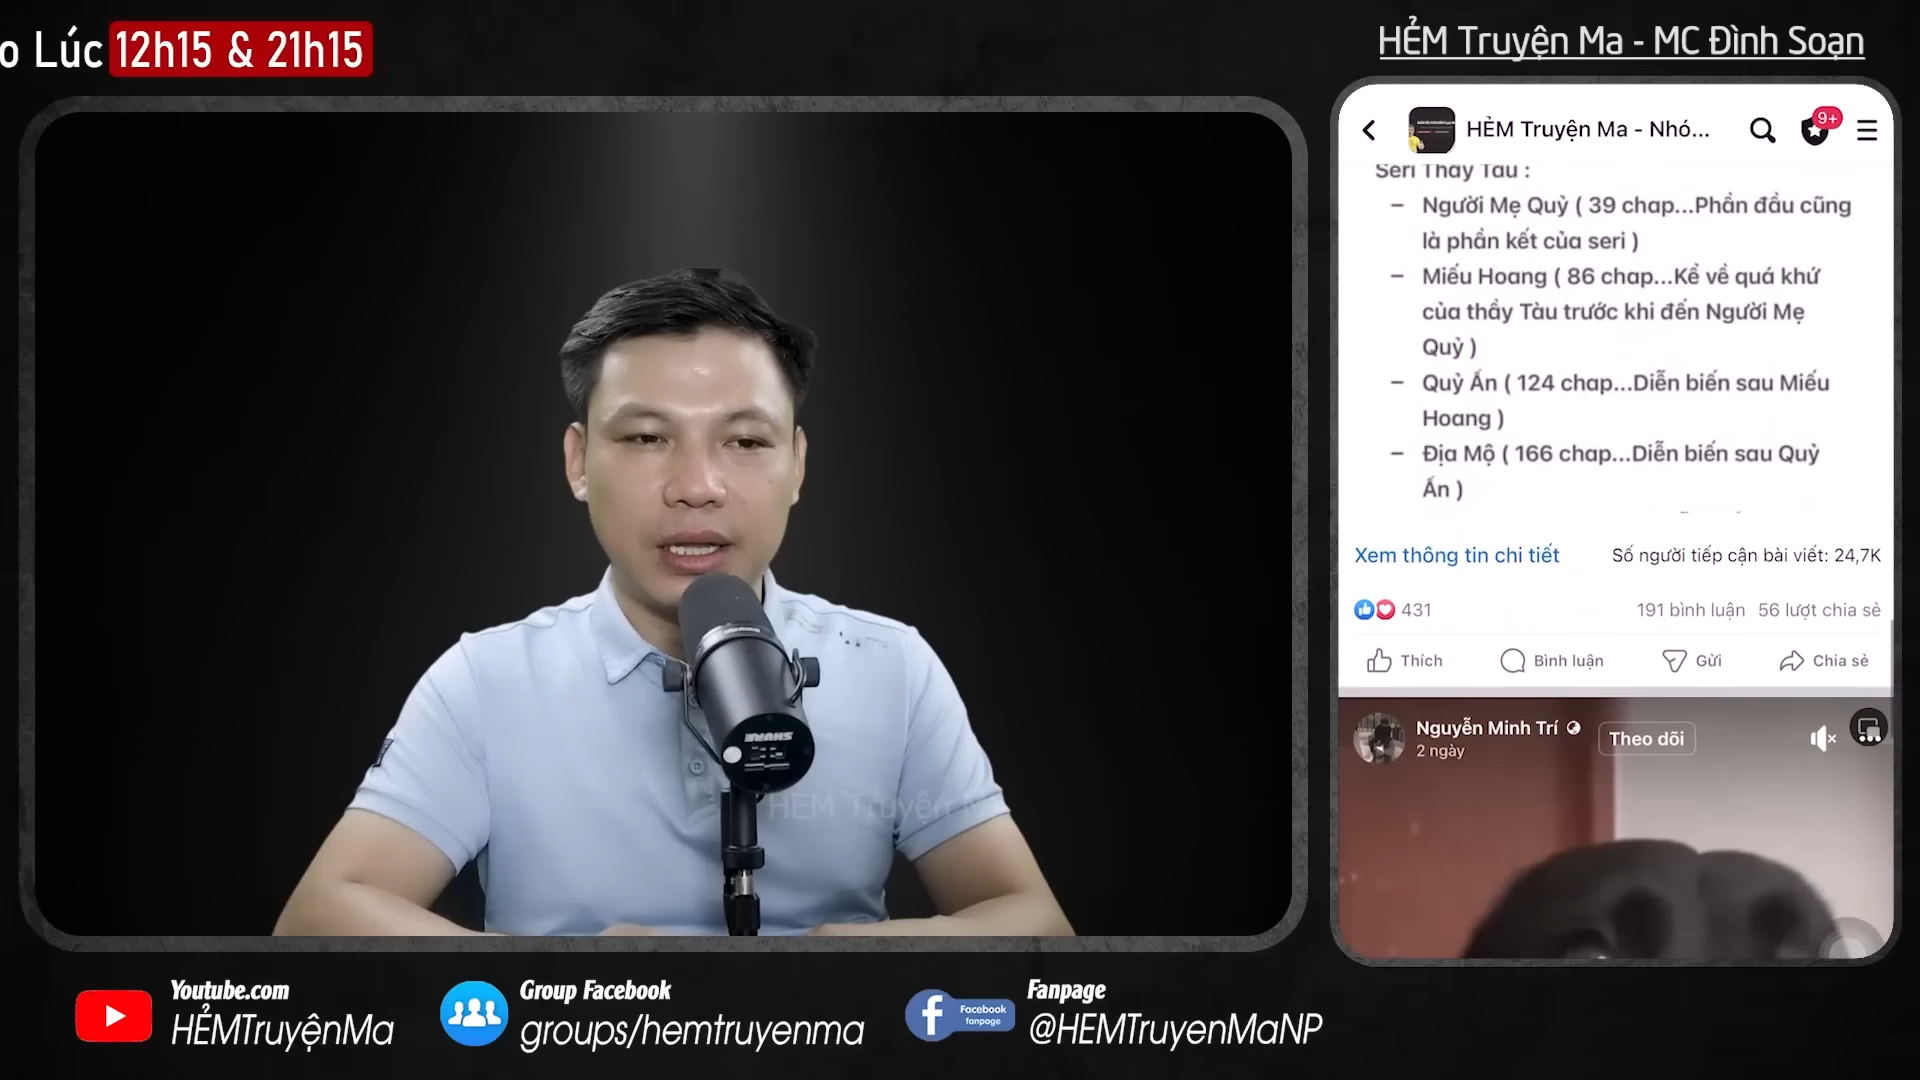 o Lúc 12h15 & 21h15
HẺM Truyện Ma - MC Đình Soạn
HẺM Truyện Ma - Nhó...
9+
Seri Thầy Tàu :
– Người Mẹ Quỷ ( 39 chap...Phần đầu cũng
là phần kết của seri )
– Miếu Hoang ( 86 chap...Kể về quá khứ
của thầy Tàu trước khi đến Người Mẹ
Quỷ )
– Quỷ Ấn ( 124 chap...Diễn biến sau Miếu
Hoang )
– Địa Mộ ( 166 chap...Diễn biến sau Quỷ
Ấn )
Xem thông tin chi tiết
Số người tiếp cận bài viết: 24,7K
431
191 bình luận 56 lượt chia sẻ
Thích
Bình luận
Gửi
Chia sẻ
Nguyễn Minh Trí
Theo dõi
2 ngày
SHURE
HẺM Truyện M
Youtube.com
HẺMTruyệnMa
Group Facebook
groups/hemtruyenma
Facebook
fanpage
Fanpage
@HEMTruyenMaNP